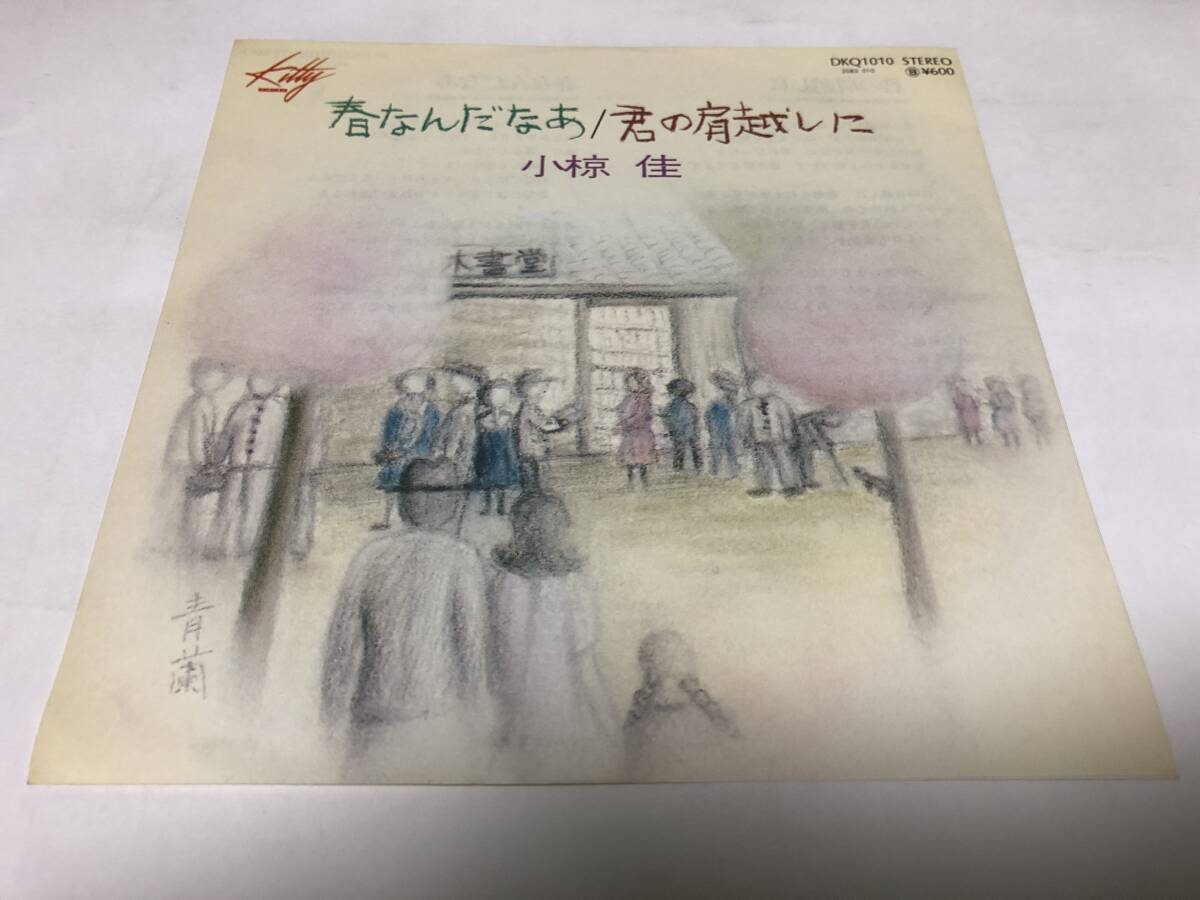 Kitty
RECORDS
DKQ1010 STEREO
Ⓑ¥600
春なんだなあ/君の肩越しに
小椋 佳
書堂
青蘭